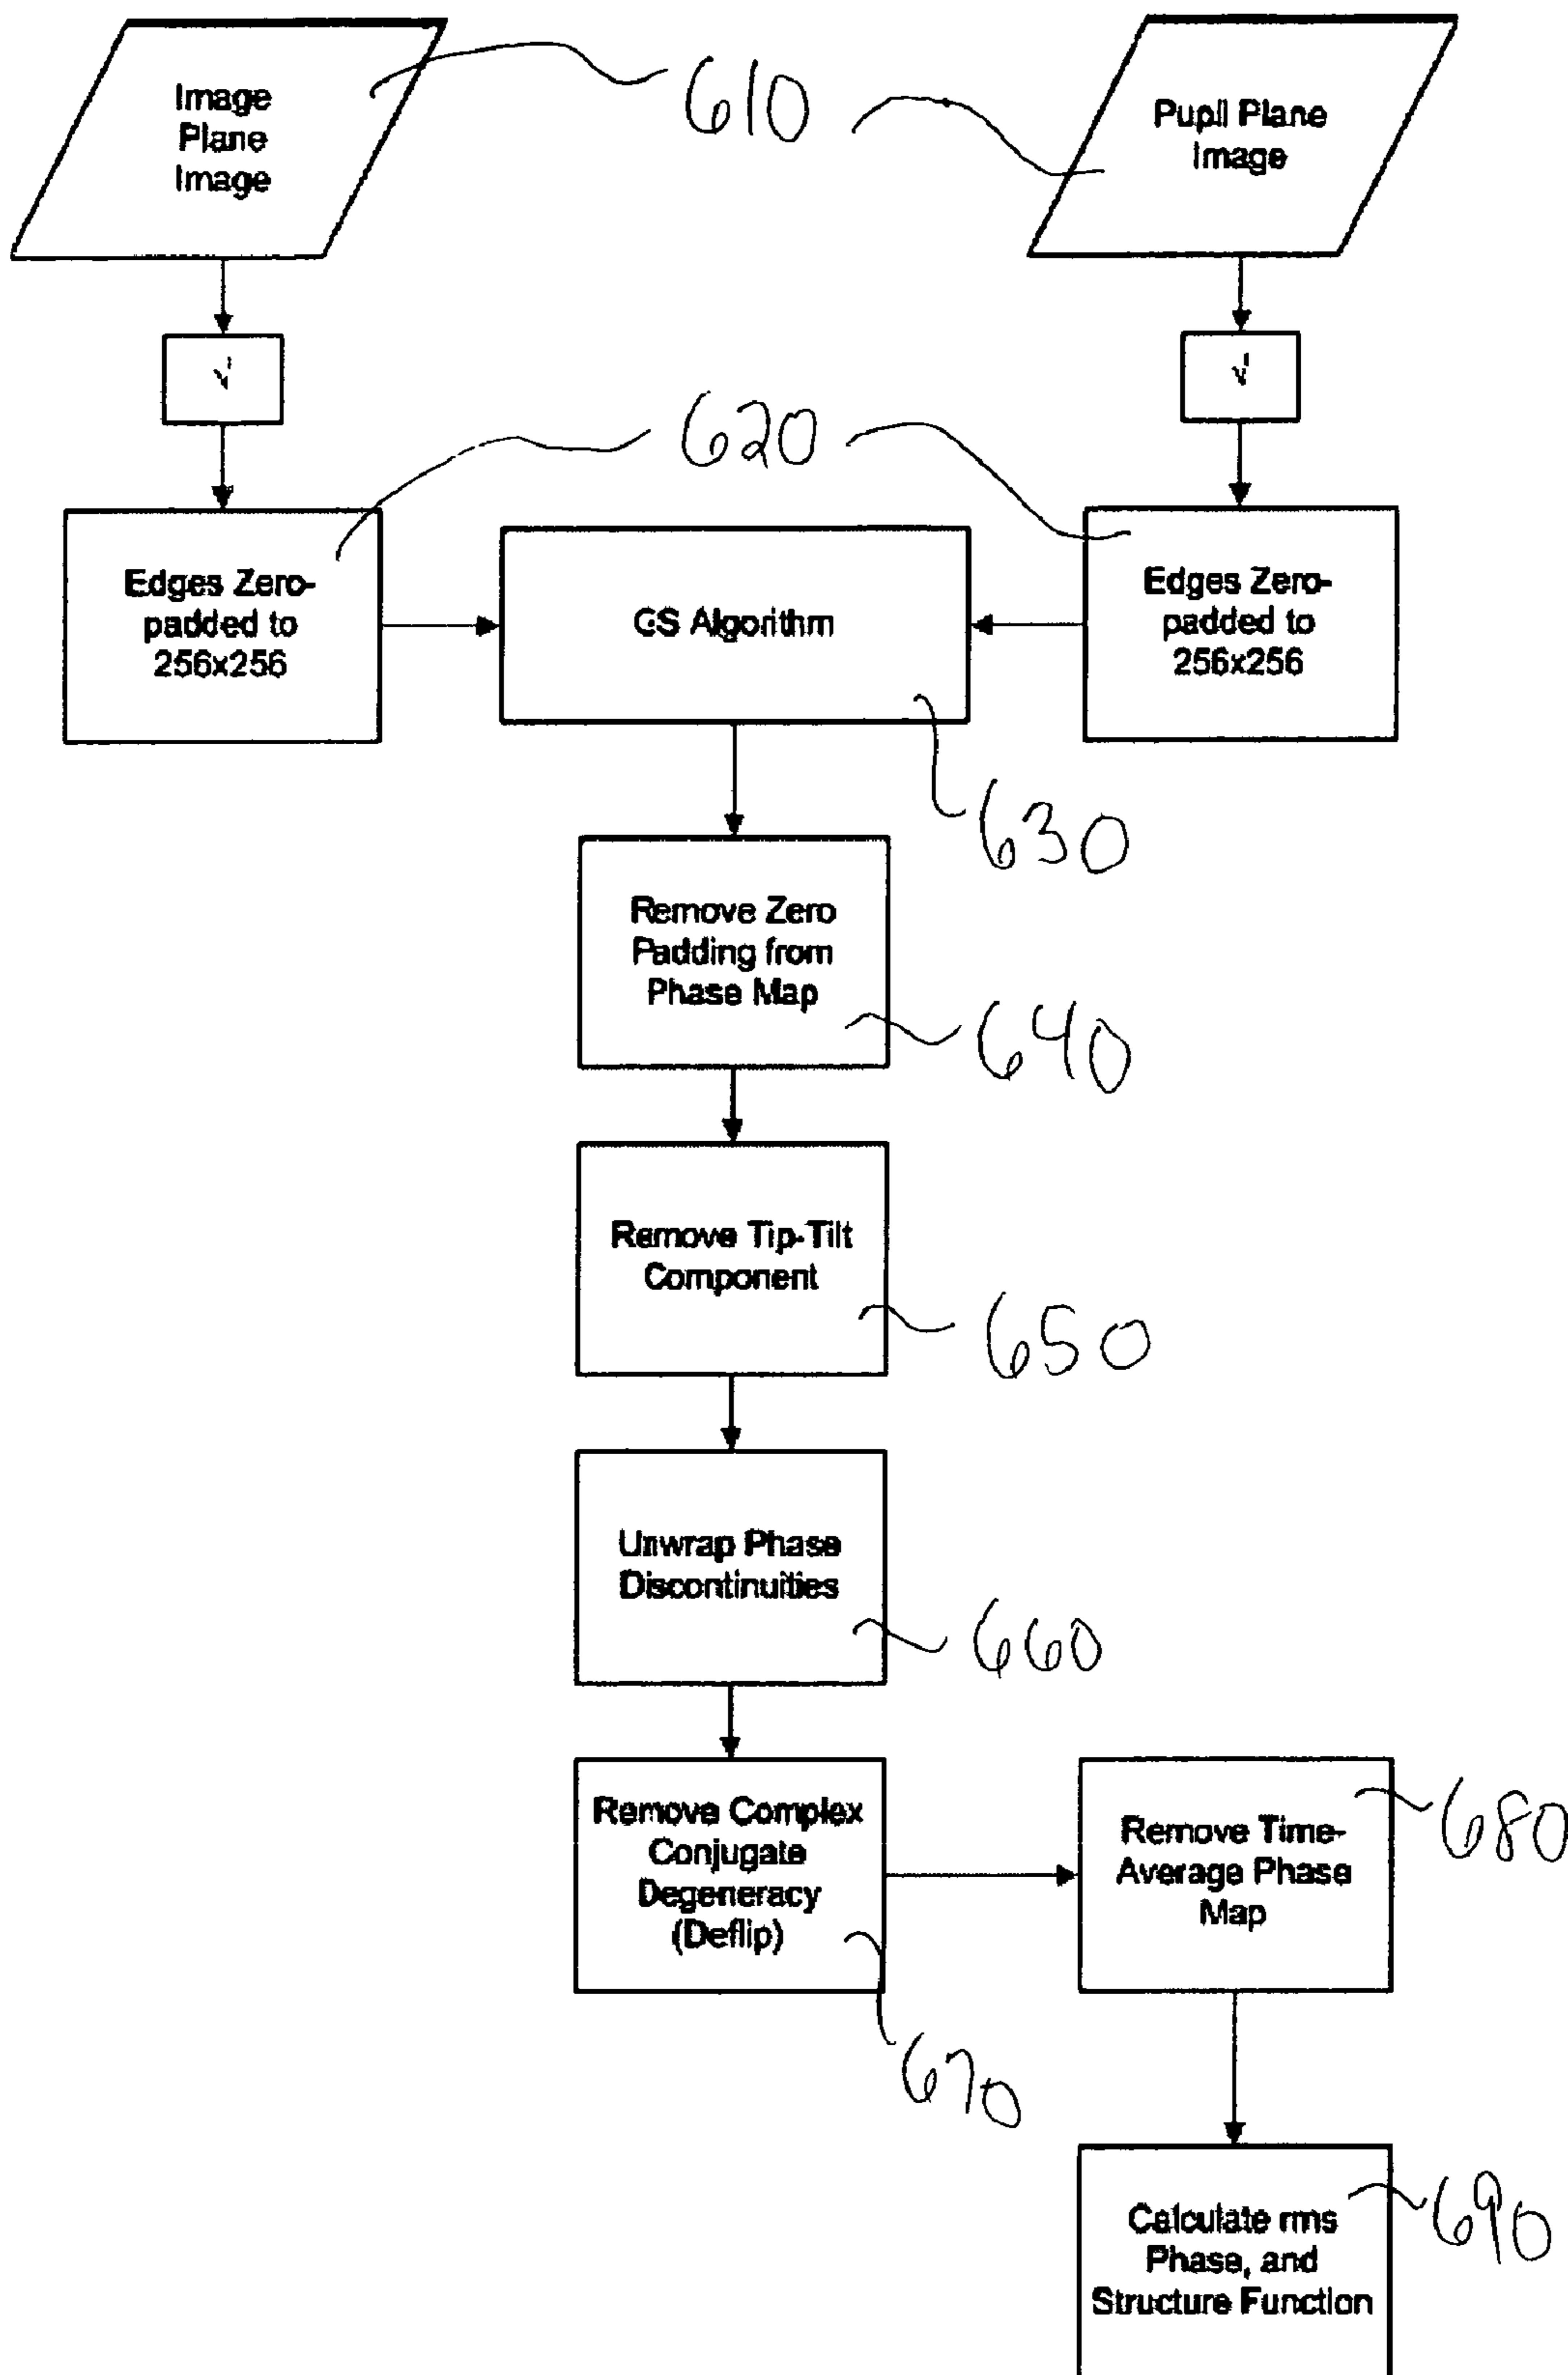 Image
Plane
Image
610
Pupil Plane
Image
√
√
620
Edges Zero-
padded to
256x256
GS Algorithm
Edges Zero-
padded to
256x256
630
Remove Zero
Padding from
Phase Map
640
Remove Tip-Tilt
Component
650
Unwrap Phase
Discontinuities
660
Remove Complex
Conjugate
Degeneracy
(Deflip)
670
Remove Time-
Average Phase
Map
680
Calculate rms
Phase, and
Structure Function
690